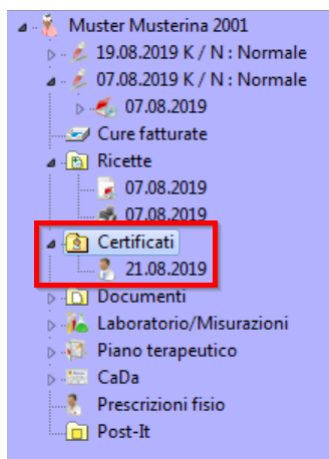 Muster Musterina 2001
19.08.2019 K / N : Normale
07.08.2019 K / N : Normale
07.08.2019
Cure fatturate
Ricette
07.08.2019
07.08.2019
Certificati
21.08.2019
Documenti
Laboratorio/Misurazioni
Piano terapeutico
CaDa
Prescrizioni fisio
Post-It